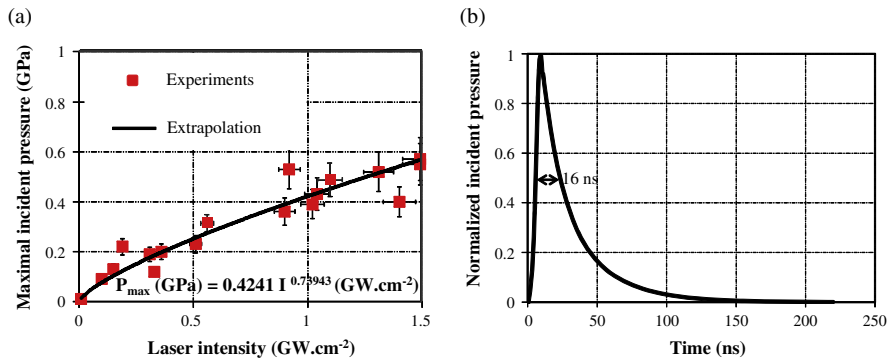 (a)
Maximal incident pressure (GPa)
1
0.8
0.6
0.4
0.2
0
Experiments
Extrapolation
Pmax (GPa) = 0.4241 I^0.73943 (GW.cm-2)
0
0.5
1
1.5
Laser intensity (GW.cm-2)
(b)
Normalized incident pressure
1
0.8
0.6
0.4
0.2
0
16 ns
0
50
100
150
200
250
Time (ns)